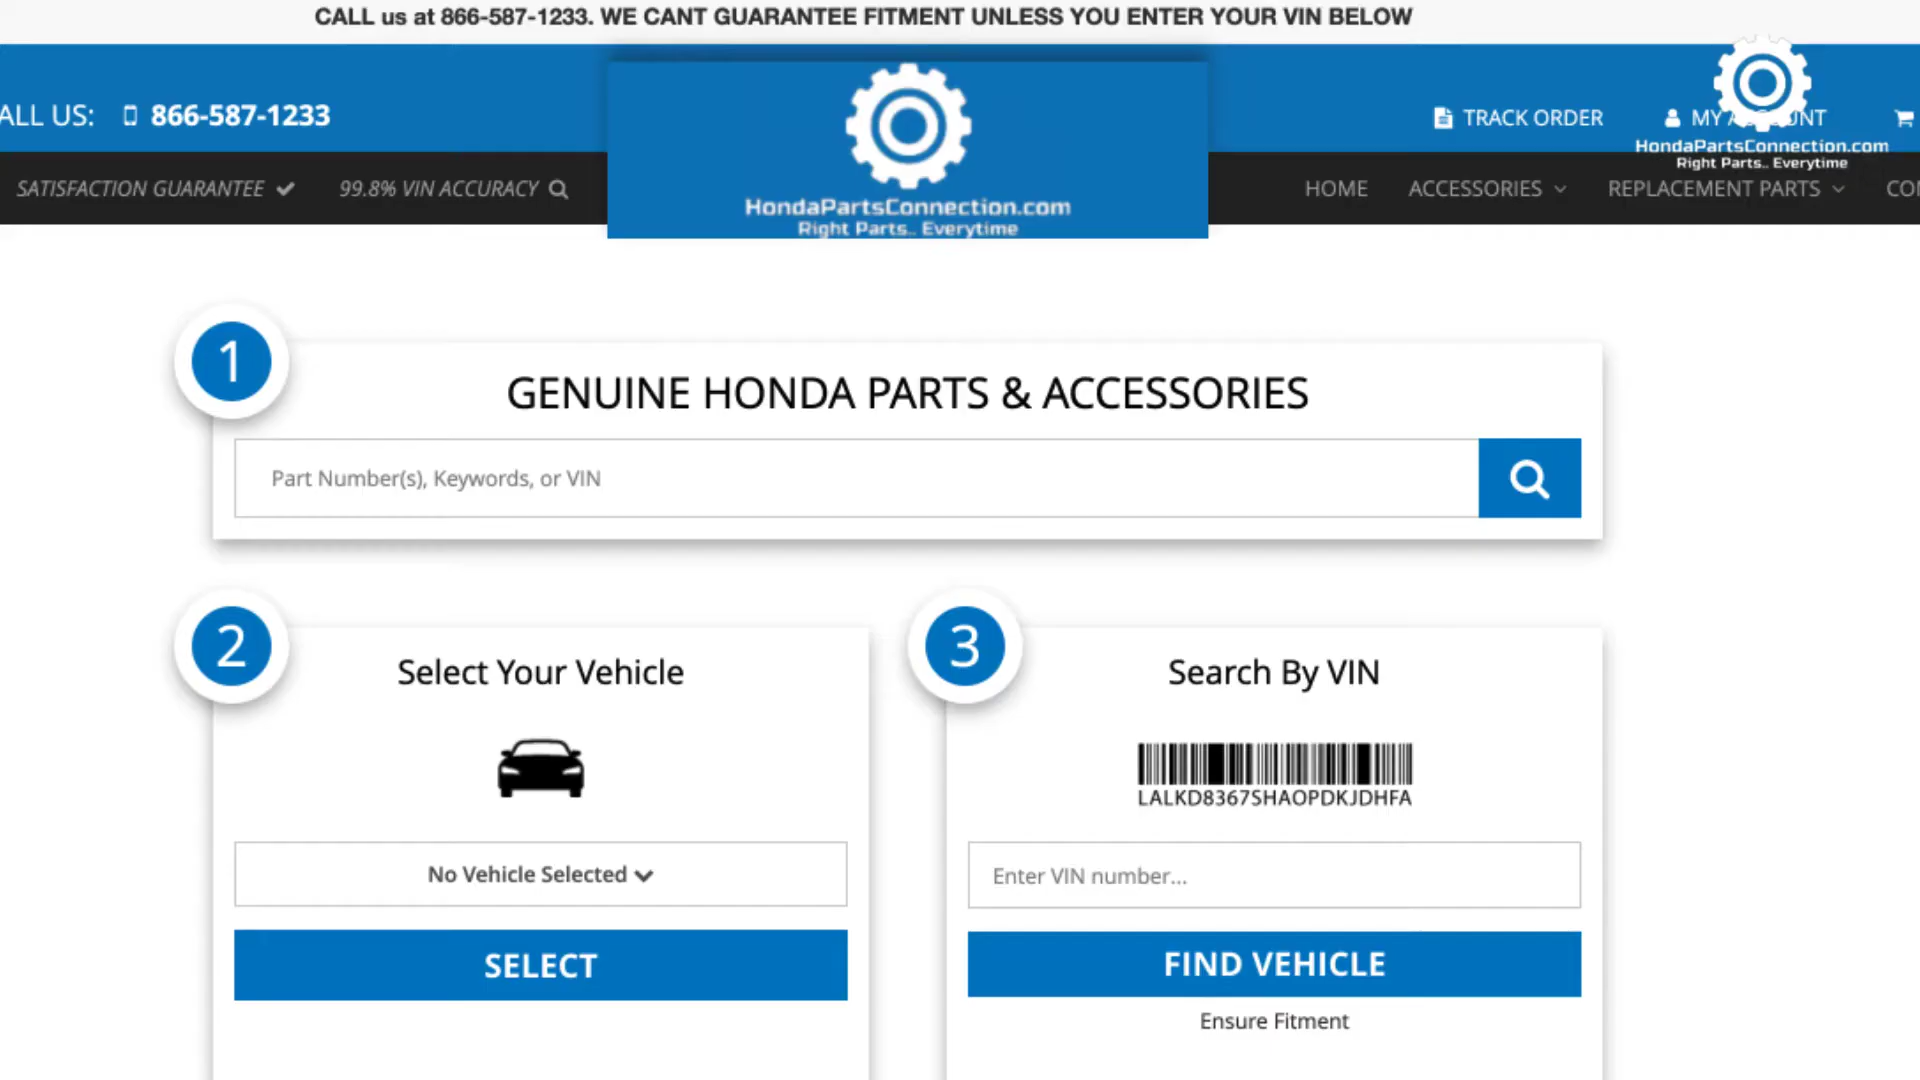 CALL us at 866-587-1233. WE CANT GUARANTEE FITMENT UNLESS YOU ENTER YOUR VIN BELOW
ALL US: 866-587-1233
TRACK ORDER
MY ACCOUNT
HondaPartsConnection.com
Right Parts.. Everytime
SATISFACTION GUARANTEE
99.8% VIN ACCURACY
HondaPartsConnection.com
Right Parts.. Everytime
HOME
ACCESSORIES
REPLACEMENT PARTS
1
GENUINE HONDA PARTS & ACCESSORIES
Part Number(s), Keywords, or VIN
2
Select Your Vehicle
No Vehicle Selected
SELECT
3
Search By VIN
LALKD8367SHAOPDKJDHFA
Enter VIN number...
FIND VEHICLE
Ensure Fitment